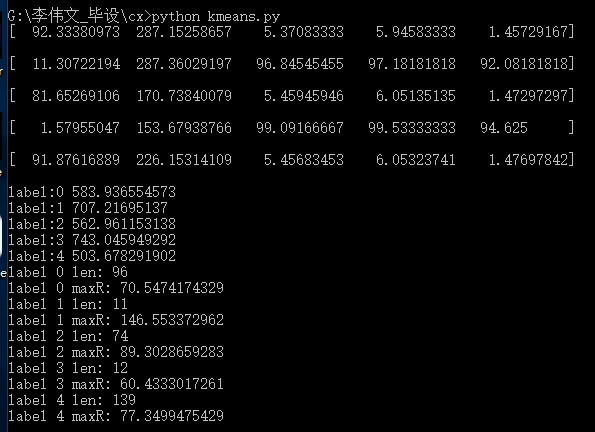 G:\李伟文_毕设\cx>python kmeans.py
[  92.33380973  287.15258657    5.37083333    5.94583333    1.45729167]
[  11.30722194  287.36029197   96.84545455   97.18181818   92.08181818]
[  81.65269106  170.73840079    5.45945946    6.05135135    1.47297297]
[   1.57955047  153.67938766   99.09166667   99.53333333   94.625     ]
[  91.87616889  226.15314109    5.45683453    6.05323741    1.47697842]
label:0 583.936554573
label:1 707.21695137
label:2 562.961153138
label:3 743.045949292
label:4 503.678291902
label 0 len: 96
label 0 maxR: 70.5474174329
label 1 len: 11
label 1 maxR: 146.553372962
label 2 len: 74
label 2 maxR: 89.3028659283
label 3 len: 12
label 3 maxR: 60.4333017261
label 4 len: 139
label 4 maxR: 77.3499475429